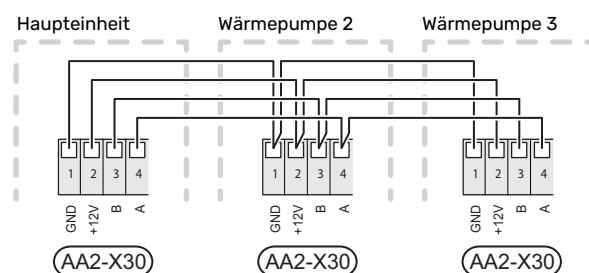 Haupteinheit Wärmepumpe 2 Wärmepumpe 3
1 2 3 4 1 2 3 4 1 2 3 4
GND +12V B A GND +12V B A GND +12V B A
AA2-X30 AA2-X30 AA2-X30